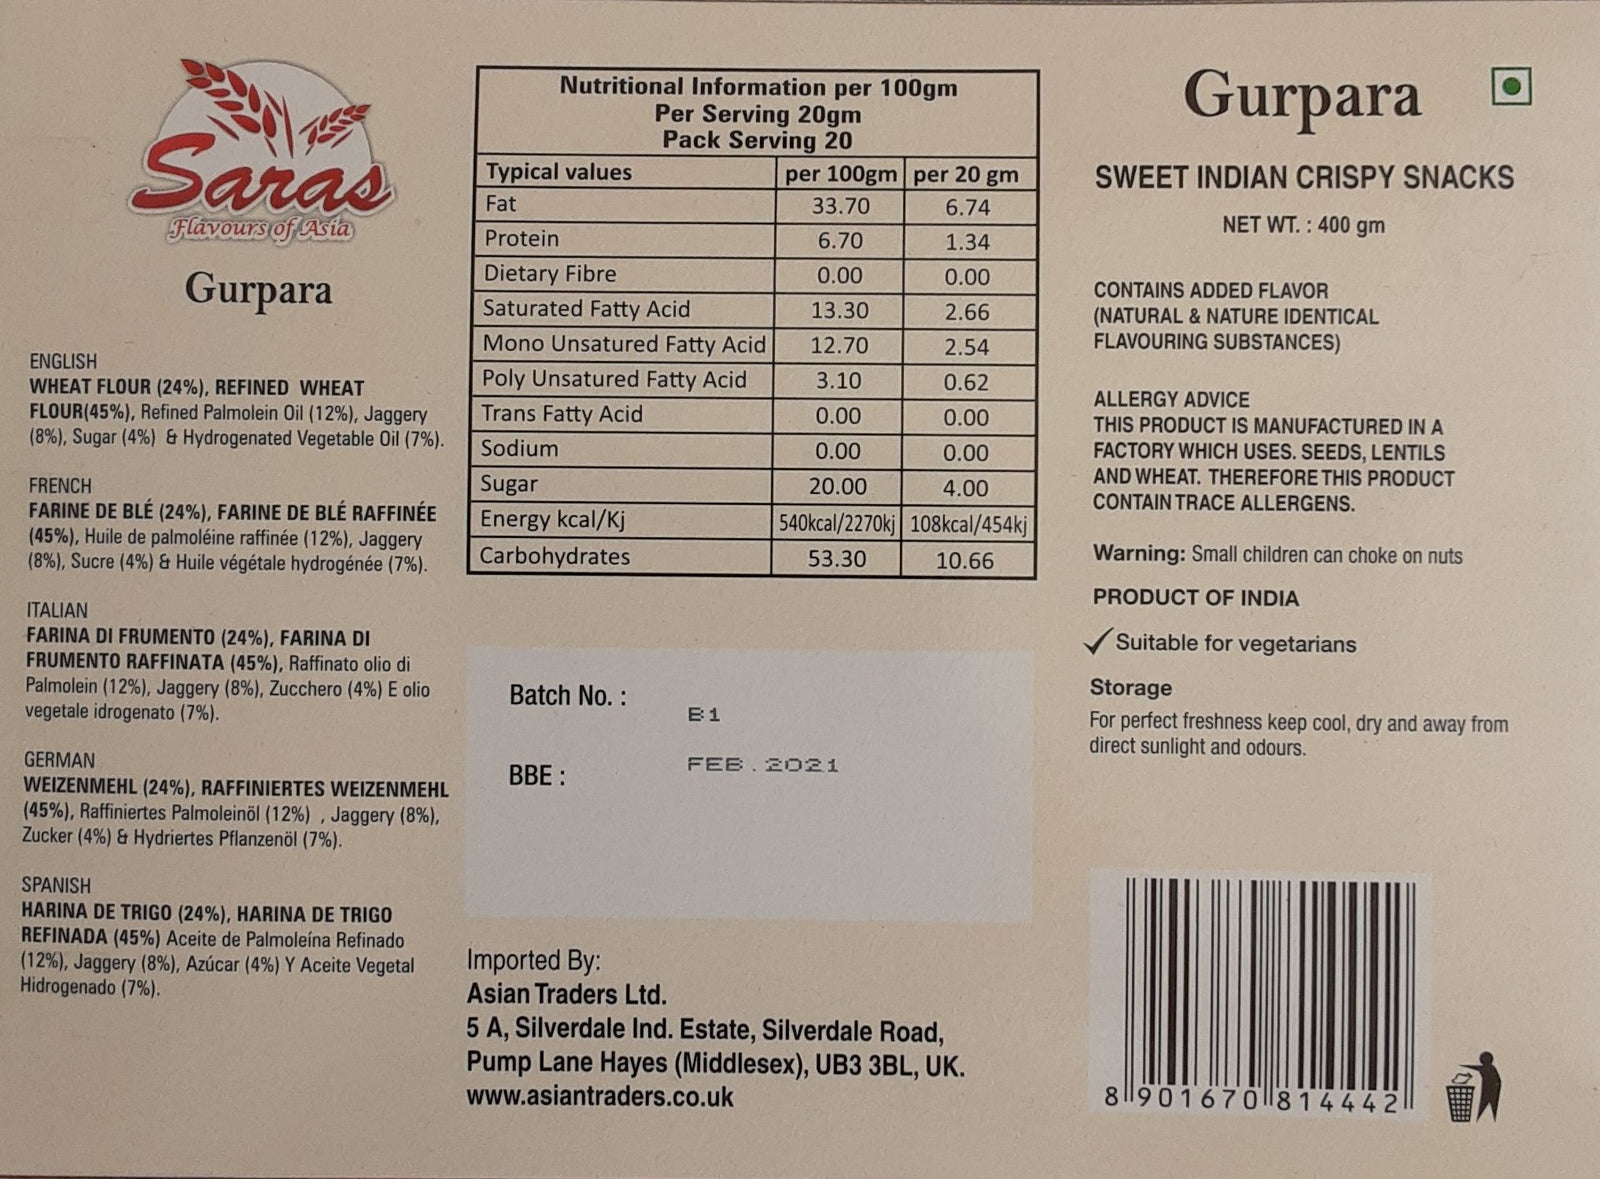 Saras
Flavours of Asia
Gurpara
ENGLISH
WHEAT FLOUR (24%), REFINED WHEAT
FLOUR(45%), Refined Palmolein Oil (12%), Jaggery
(8%), Sugar (4%) & Hydrogenated Vegetable Oil (7%).
FRENCH
FARINE DE BLÉ (24%), FARINE DE BLÉ RAFFINÉE
(45%), Huile de palmoléine raffinée (12%), Jaggery
(8%), Sucre (4%) & Huile végétale hydrogénée (7%).
ITALIAN
FARINA DI FRUMENTO (24%), FARINA DI
FRUMENTO RAFFINATA (45%), Raffinato olio di
Palmolein (12%), Jaggery (8%), Zucchero (4%) E olio
vegetale idrogenato (7%).
GERMAN
WEIZENMEHL (24%), RAFFINIERTES WEIZENMEHL
(45%), Raffiniertes Palmoleinöl (12%) , Jaggery (8%),
Zucker (4%) & Hydriertes Pflanzenöl (7%).
SPANISH
HARINA DE TRIGO (24%), HARINA DE TRIGO
REFINADA (45%) Aceite de Palmoleína Refinado
(12%), Jaggery (8%), Azúcar (4%) Y Aceite Vegetal
Hidrogenado (7%).
Nutritional Information per 100gm
Per Serving 20gm
Pack Serving 20
Typical values per 100gm per 20 gm
Fat 33.70 6.74
Protein 6.70 1.34
Dietary Fibre 0.00 0.00
Saturated Fatty Acid 13.30 2.66
Mono Unsatured Fatty Acid 12.70 2.54
Poly Unsatured Fatty Acid 3.10 0.62
Trans Fatty Acid 0.00 0.00
Sodium 0.00 0.00
Sugar 20.00 4.00
Energy kcal/Kj 540kcal/2270kj 108kcal/454kj
Carbohydrates 53.30 10.66
Batch No. : B1
BBE : FEB.2021
Imported By:
Asian Traders Ltd.
5 A, Silverdale Ind. Estate, Silverdale Road,
Pump Lane Hayes (Middlesex), UB3 3BL, UK.
www.asiantraders.co.uk
Gurpara
SWEET INDIAN CRISPY SNACKS
NET WT. : 400 gm
CONTAINS ADDED FLAVOR
(NATURAL & NATURE IDENTICAL
FLAVOURING SUBSTANCES)
ALLERGY ADVICE
THIS PRODUCT IS MANUFACTURED IN A
FACTORY WHICH USES. SEEDS, LENTILS
AND WHEAT. THEREFORE THIS PRODUCT
CONTAIN TRACE ALLERGENS.
Warning: Small children can choke on nuts
PRODUCT OF INDIA
Suitable for vegetarians
Storage
For perfect freshness keep cool, dry and away from
direct sunlight and odours.
8 901670 814442